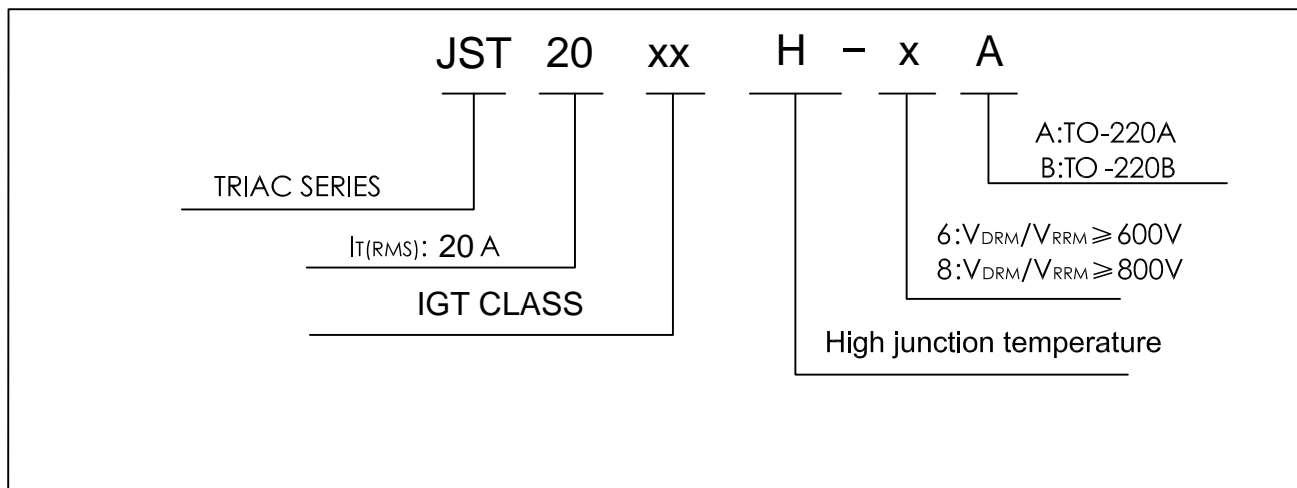 JST 20 xx H - x A
A:TO-220A
B:TO -220B
TRIAC SERIES
6:VDRM/VRRM≥600V
IT(RMS): 20 A
8:VDRM/VRRM≥800V
IGT CLASS
High junction temperature